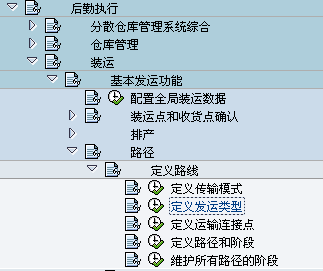 后勤执行
分散仓库管理系统综合
仓库管理
装运
基本发运功能
配置全局装运数据
装运点和收货点确认
排产
路径
定义路线
定义传输模式
定义发运类型
定义运输连接点
定义路径和阶段
维护所有路径的阶段